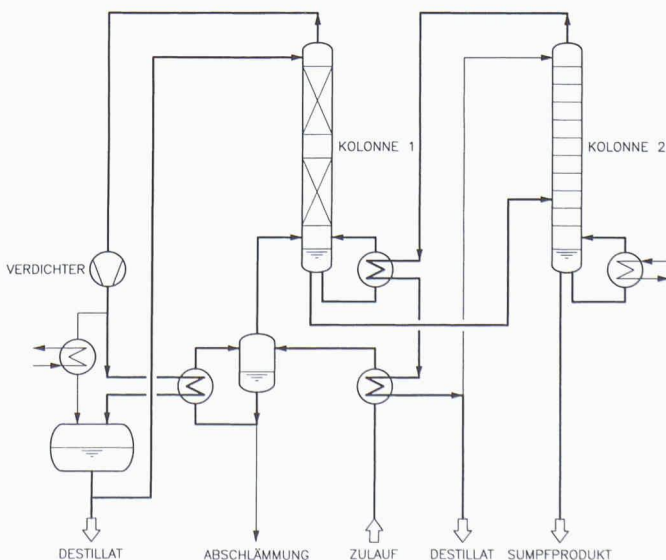 KOLONNE 1
KOLONNE 2
VERDICHTER
DESTILLAT
ABSCHLÄMMUNG
ZULAUF
DESTILLAT
SUMPFPRODUKT